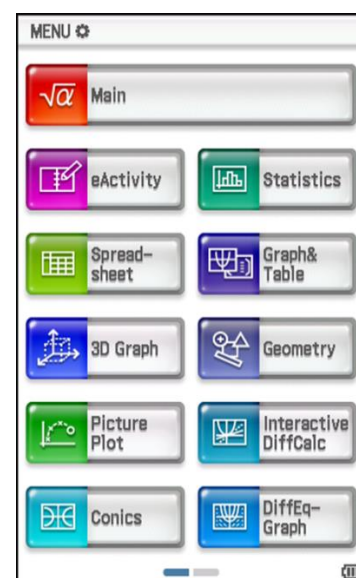 MENU
√α Main
eActivity
Statistics
Spread-
sheet
Graph&
Table
3D Graph
Geometry
Picture
Plot
Interactive
DiffCalc
Conics
DiffEq-
Graph